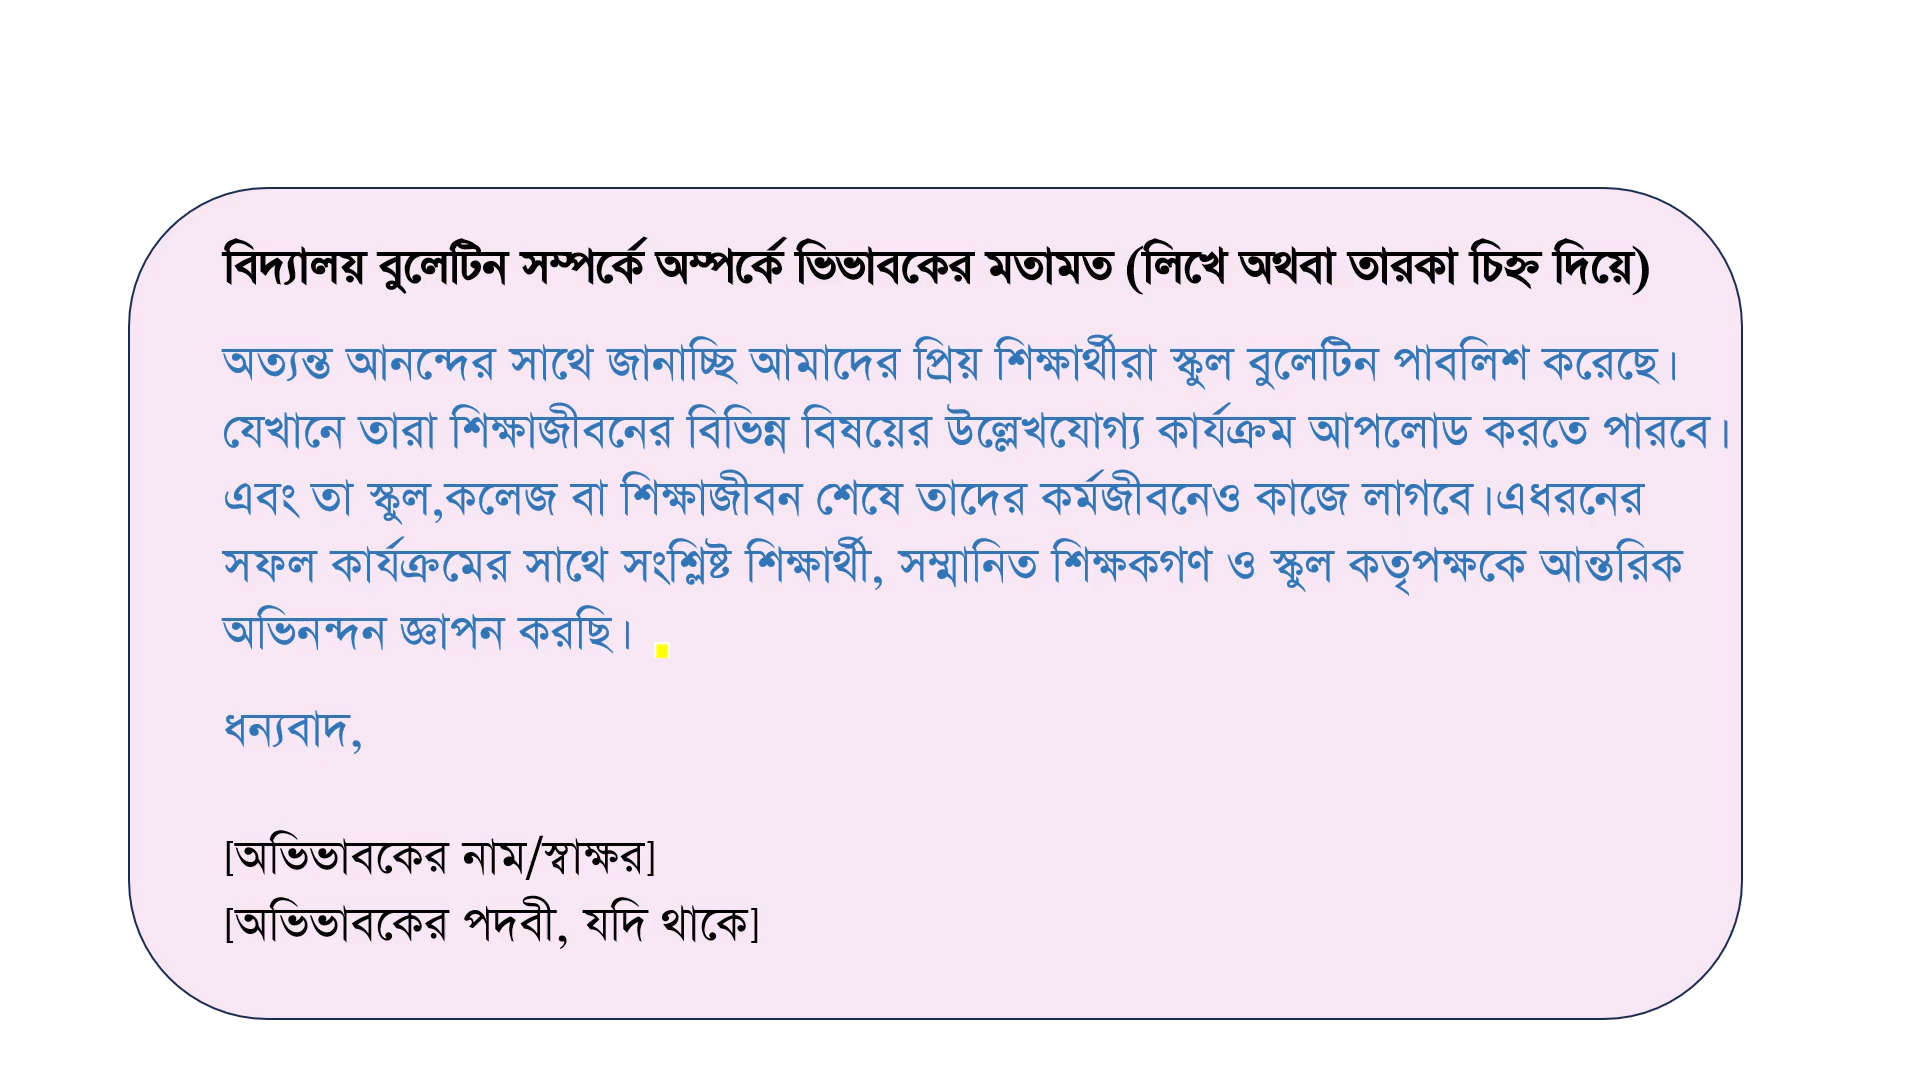 বিদ্যালয় বুলেটিন সম্পর্কে অম্পর্কে ভিভাবকের মতামত (লিখে অথবা তারকা চিহ্ন দিয়ে)
অত্যন্ত আনন্দের সাথে জানাচ্ছি আমাদের প্রিয় শিক্ষার্থীরা স্কুল বুলেটিন পাবলিশ করেছে।
যেখানে তারা শিক্ষাজীবনের বিভিন্ন বিষয়ের উল্লেখযোগ্য কার্যক্রম আপলোড করতে পারবে।
এবং তা স্কুল,কলেজ বা শিক্ষাজীবন শেষে তাদের কর্মজীবনেও কাজে লাগবে।এধরনের
সফল কার্যক্রমের সাথে সংশ্লিষ্ট শিক্ষার্থী, সম্মানিত শিক্ষকগণ ও স্কুল কতৃপক্ষকে আন্তরিক
অভিনন্দন জ্ঞাপন করছি।
ধন্যবাদ,
[অভিভাবকের নাম/স্বাক্ষর]
[অভিভাবকের পদবী, যদি থাকে]